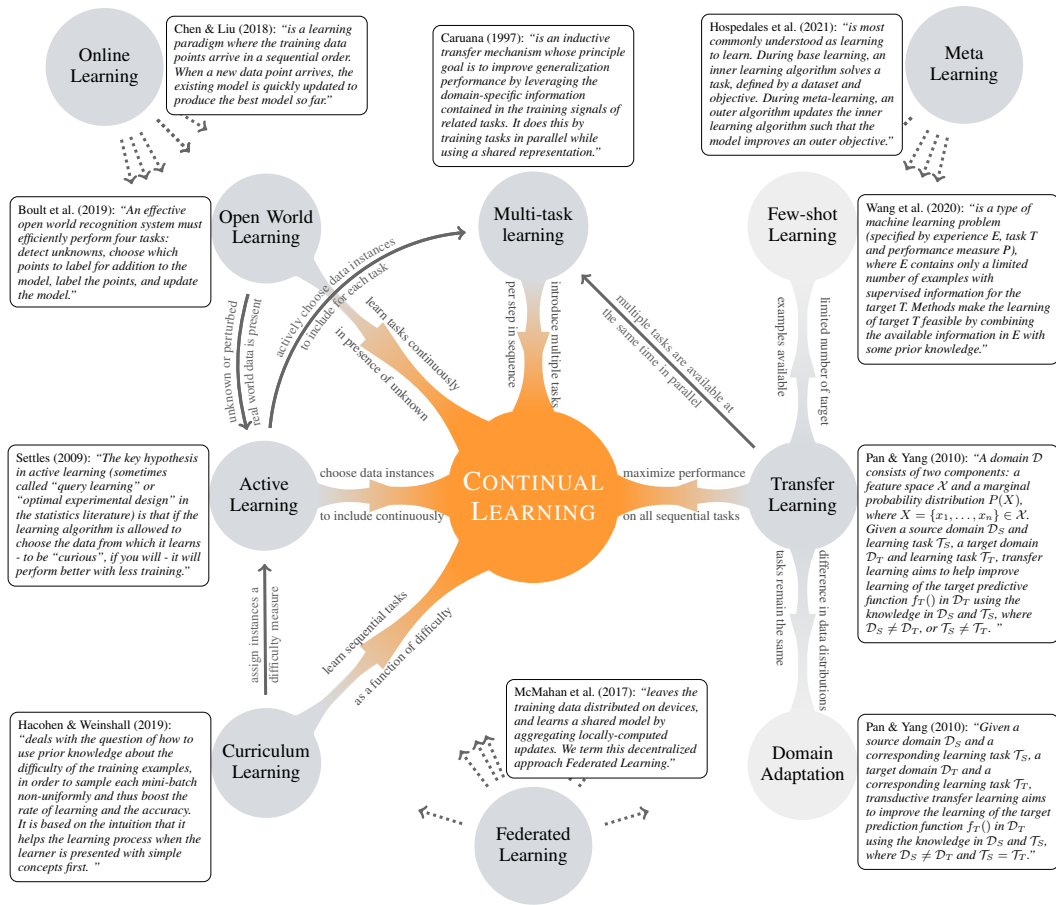 Online
Learning
Chen & Liu (2018): “is a learning
paradigm where the training data
points arrive in a sequential order.
When a new data point arrives, the
existing model is quickly updated to
produce the best model so far.”
Caruana (1997): “is an inductive
transfer mechanism whose principle
goal is to improve generalization
performance by leveraging the
domain-specific information
contained in the training signals of
related tasks. It does this by
training tasks in parallel while
using a shared representation.”
Hospedales et al. (2021): “is most
commonly understood as learning
to learn. During base learning, an
inner learning algorithm solves a
task, defined by a dataset and
objective. During meta-learning, an
outer algorithm updates the inner
learning algorithm such that the
model improves an outer objective.”
Meta
Learning
Boult et al. (2019): “An effective
open world recognition system must
efficiently perform four tasks:
detect unknowns, choose which
points to label for addition to the
model, label the points, and update
the model.”
Open World
Learning
Multi-task
learning
Few-shot
Learning
Wang et al. (2020): “is a type of
machine learning problem
(specified by experience E, task T
and performance measure P),
where E contains only a limited
number of examples with
supervised information for the
target T. Methods make the learning
of target T feasible by combining
the available information in E with
some prior knowledge.”
unknown or perturbed
real world data is present
actively choose data instances
to include for each task
learn tasks continuously
in presence of unknown
per step in sequence
introduce multiple tasks
multiple tasks are available at
the same time in parallel
examples available
limited number of target
Settles (2009): “The key hypothesis
in active learning (sometimes
called “query learning” or
“optimal experimental design” in
the statistics literature) is that if the
learning algorithm is allowed to
choose the data from which it learns
- to be “curious”, if you will - it will
perform better with less training.”
Active
Learning
choose data instances
to include continuously
CONTINUAL
LEARNING
maximize performance
on all sequential tasks
Transfer
Learning
Pan & Yang (2010): “A domain 𝒟
consists of two components: a
feature space 𝒳 and a marginal
probability distribution P(X),
where X = {x₁, . . . , xₙ} ∈ 𝒳.
Given a source domain 𝒟_S and
learning task 𝒯_S, a target domain
𝒟_T and learning task 𝒯_T, transfer
learning aims to help improve
learning of the target predictive
function f_T() in 𝒟_T using the
knowledge in 𝒟_S and 𝒯_S, where
𝒟_S ≠ 𝒟_T, or 𝒯_S ≠ 𝒯_T. ”
assign instances a
difficulty measure
learn sequential tasks
as a function of difficulty
tasks remain the same
difference in data distributions
Hacohen & Weinshall (2019):
“deals with the question of how to
use prior knowledge about the
difficulty of the training examples,
in order to sample each mini-batch
non-uniformly and thus boost the
rate of learning and the accuracy.
It is based on the intuition that it
helps the learning process when the
learner is presented with simple
concepts first. ”
Curriculum
Learning
McMahan et al. (2017): “leaves the
training data distributed on devices,
and learns a shared model by
aggregating locally-computed
updates. We term this decentralized
approach Federated Learning.”
Federated
Learning
Domain
Adaptation
Pan & Yang (2010): “Given a
source domain 𝒟_S and a
corresponding learning task 𝒯_S, a
target domain 𝒟_T and a
corresponding learning task 𝒯_T,
transductive transfer learning aims
to improve the learning of the target
prediction function f_T() in 𝒟_T
using the knowledge in 𝒟_S and 𝒯_S,
where 𝒟_S ≠ 𝒟_T and 𝒯_S = 𝒯_T.”